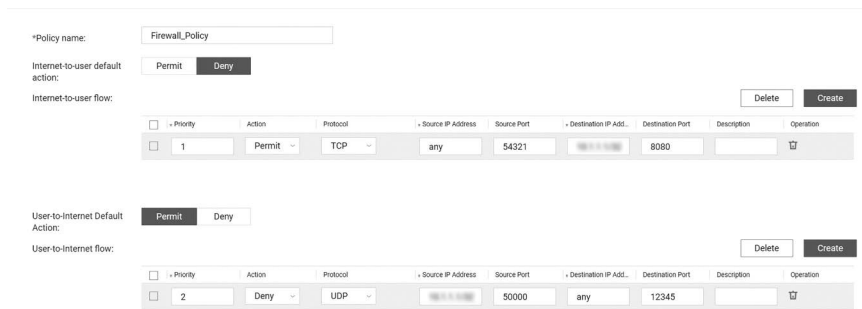 *Policy name: Firewall_Policy
Internet-to-user default action: Permit Deny
Internet-to-user flow: Delete Create
Priority Action Protocol Source IP Address Source Port Destination IP Add... Destination Port Description Operation
1 Permit TCP any 54321 8080
User-to-Internet Default Action: Permit Deny
User-to-Internet flow: Delete Create
Priority Action Protocol Source IP Address Source Port Destination IP Add... Destination Port Description Operation
2 Deny UDP 50000 any 12345